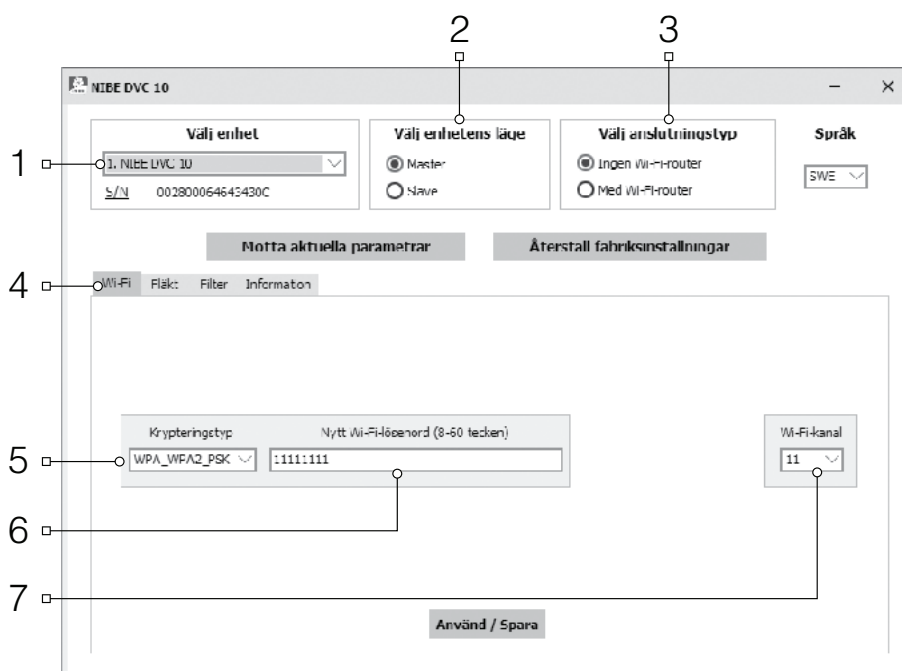 2 3
NIBE DVC 10
Välj enhet Välj enhetens läge Välj anslutningstyp Språk
1 1. NIBE DVC 10 Master Ingen Wi-Fi-router
SWE
S/N 002800064643430C Slave Med Wi-Fi-router
Motta aktuella parametrar Återställ fabriksinställningar
4 Wi-Fi Fläkt Filter Information
Krypteringstyp Nytt Wi-Fi-lösenord (8-60 tecken) Wi-Fi-kanal
5 WPA_WPA2_PSK 11111111 11
6
7
Använd / Spara